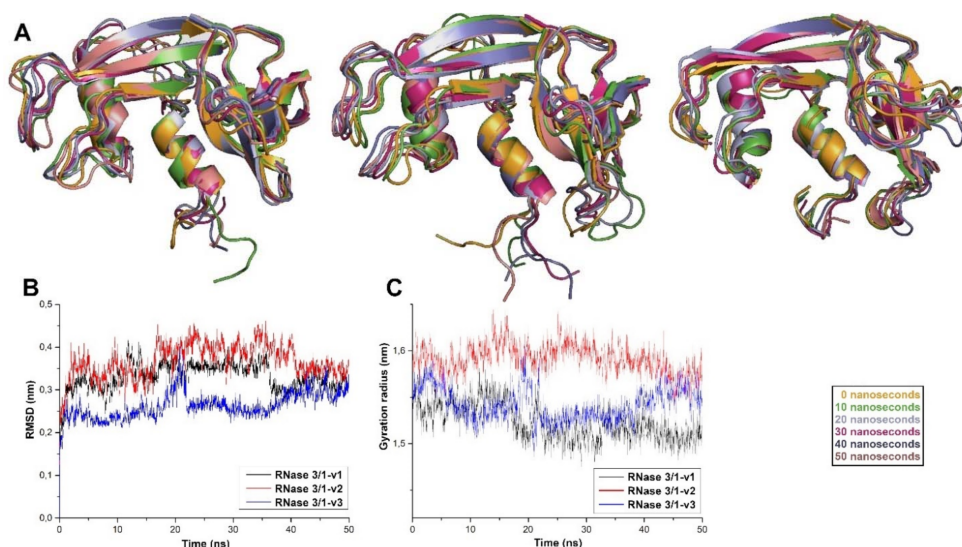 A
B
0,5
0,4
0,3
0,2
0,1
0,0
RMSD (nm)
0
10
20
30
40
50
Time (ns)
RNase 3/1-v1
RNase 3/1-v2
RNase 3/1-v3
C
1,6
1,5
Gyration radius (nm)
0
10
20
30
40
50
Time (ns)
RNase 3/1-v1
RNase 3/1-v2
RNase 3/1-v3
0 nanoseconds
10 nanoseconds
20 nanoseconds
30 nanoseconds
40 nanoseconds
50 nanoseconds